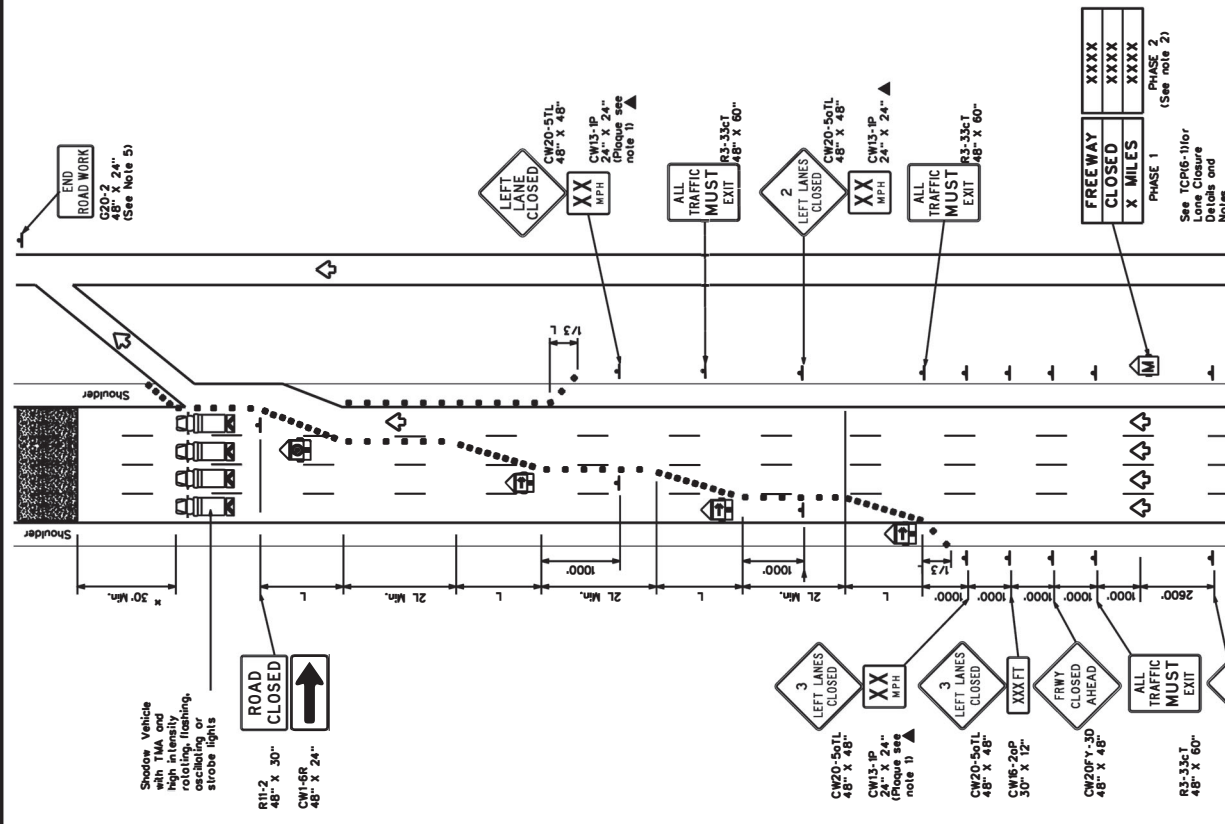 END
ROAD WORK
G20-2
48" X 24"
(See Note 5)
LEFT
LANE
CLOSED
CW20-5TL
48" X 48"
XX
MPH
CW13-1P
24" X 24"
(Plaque see
note 1)
ALL
TRAFFIC
MUST
EXIT
R3-33cT
48" X 60"
2
LEFT LANES
CLOSED
CW20-5aTL
48" X 48"
XX
MPH
CW13-1P
24" X 24"
ALL
TRAFFIC
MUST
EXIT
R3-33cT
48" X 60"
FREEWAY
CLOSED
X MILES
PHASE 1
XXXX
XXXX
XXXX
PHASE 2
(See note 2)
See TCP(6-1)for
Lane Closure
Details and
Notes
Shoulder
Shoulder
1/3 L
M
x 30' Min.
L
2L Min.
L
2L Min.
1000'
L
2L Min.
1000'
L
1/3
1000'
1000'
1000'
1000'
2600'
Shadow Vehicle
with TMA and
high intensity
rotating, flashing,
oscillating or
strobe lights
ROAD
CLOSED
R11-2
48" X 30"
CW1-6R
48" X 24"
3
LEFT LANES
CLOSED
CW20-5aTL
48" X 48"
XX
MPH
CW13-1P
24" X 24"
(Plaque see
note 1)
3
LEFT LANES
CLOSED
CW20-5aTL
48" X 48"
XXX FT
CW16-2aP
30" X 12"
FRWY
CLOSED
AHEAD
CW20FY-3D
48" X 48"
ALL
TRAFFIC
MUST
EXIT
R3-33cT
48" X 60"